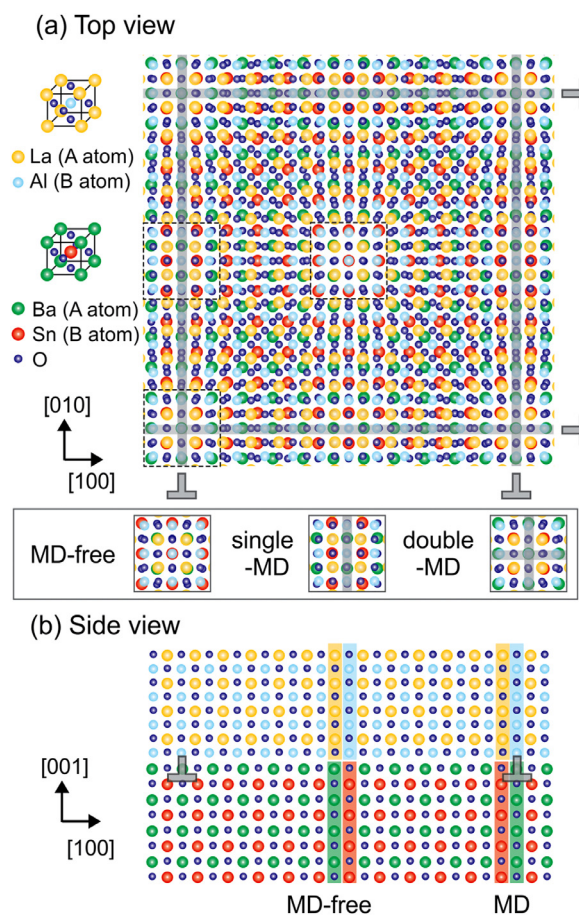 (a) Top view
La (A atom)
Al (B atom)
Ba (A atom)
Sn (B atom)
O
[010]
[100]
MD-free
single
-MD
double
-MD
(b) Side view
[001]
[100]
MD-free
MD